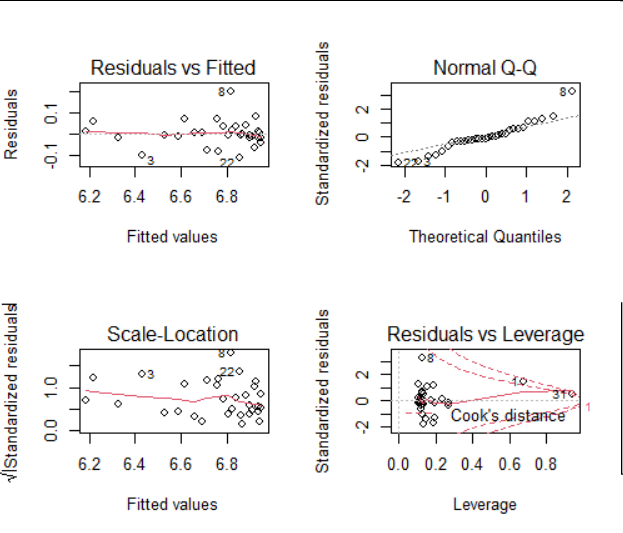 Residuals vs Fitted
Residuals
0.1
-0.1
8
3
22
6.2 6.4 6.6 6.8
Fitted values
Normal Q-Q
Standardized residuals
2
0
-2
8
22 3
-2 -1 0 1 2
Theoretical Quantiles
Scale-Location
√|Standardized residuals|
1.0
0.0
8
3
22
6.2 6.4 6.6 6.8
Fitted values
Residuals vs Leverage
Standardized residuals
2
0
-2
8
1
31
1
Cook's distance
0.0 0.2 0.4 0.6 0.8
Leverage